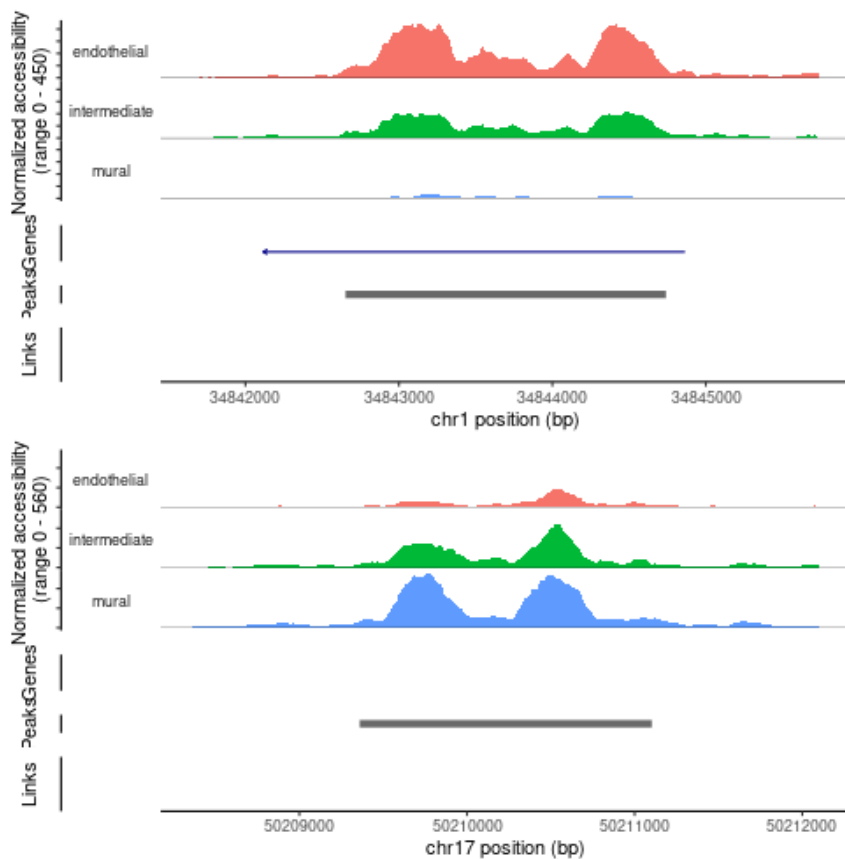 Normalized accessibility
(range 0 - 450)
endothelial
intermediate
mural
Genes
Peaks
Links
34842000 34843000 34844000 34845000
chr1 position (bp)
Normalized accessibility
(range 0 - 560)
endothelial
intermediate
mural
Genes
Peaks
Links
50209000 50210000 50211000 50212000
chr17 position (bp)